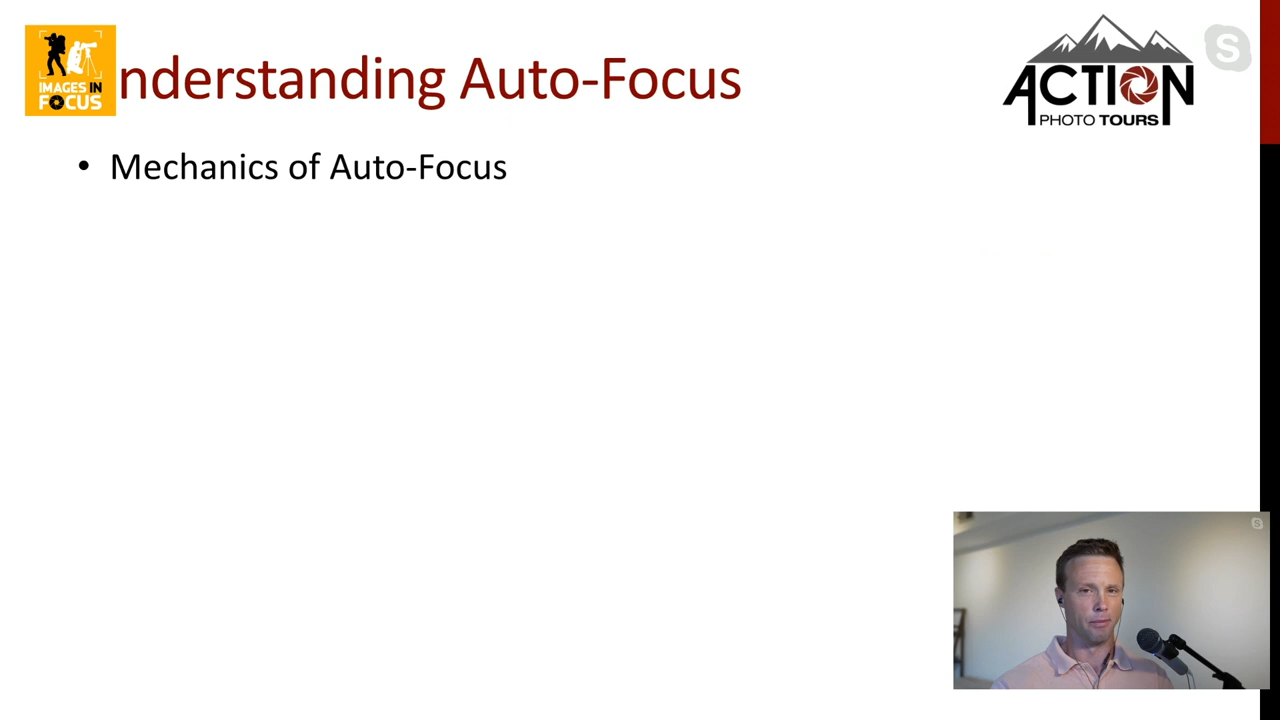 IMAGES IN
FOCUS
nderstanding Auto-Focus
ACTION
PHOTO TOURS
S
• Mechanics of Auto-Focus